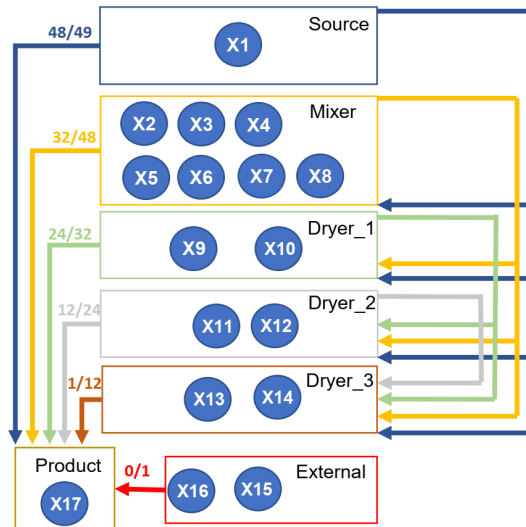 Source
48/49
X1
Mixer
X2 X3 X4
32/48
X5 X6 X7 X8
Dryer_1
24/32
X9 X10
Dryer_2
12/24
X11 X12
Dryer_3
1/12
X13 X14
Product
0/1
External
X17
X16 X15